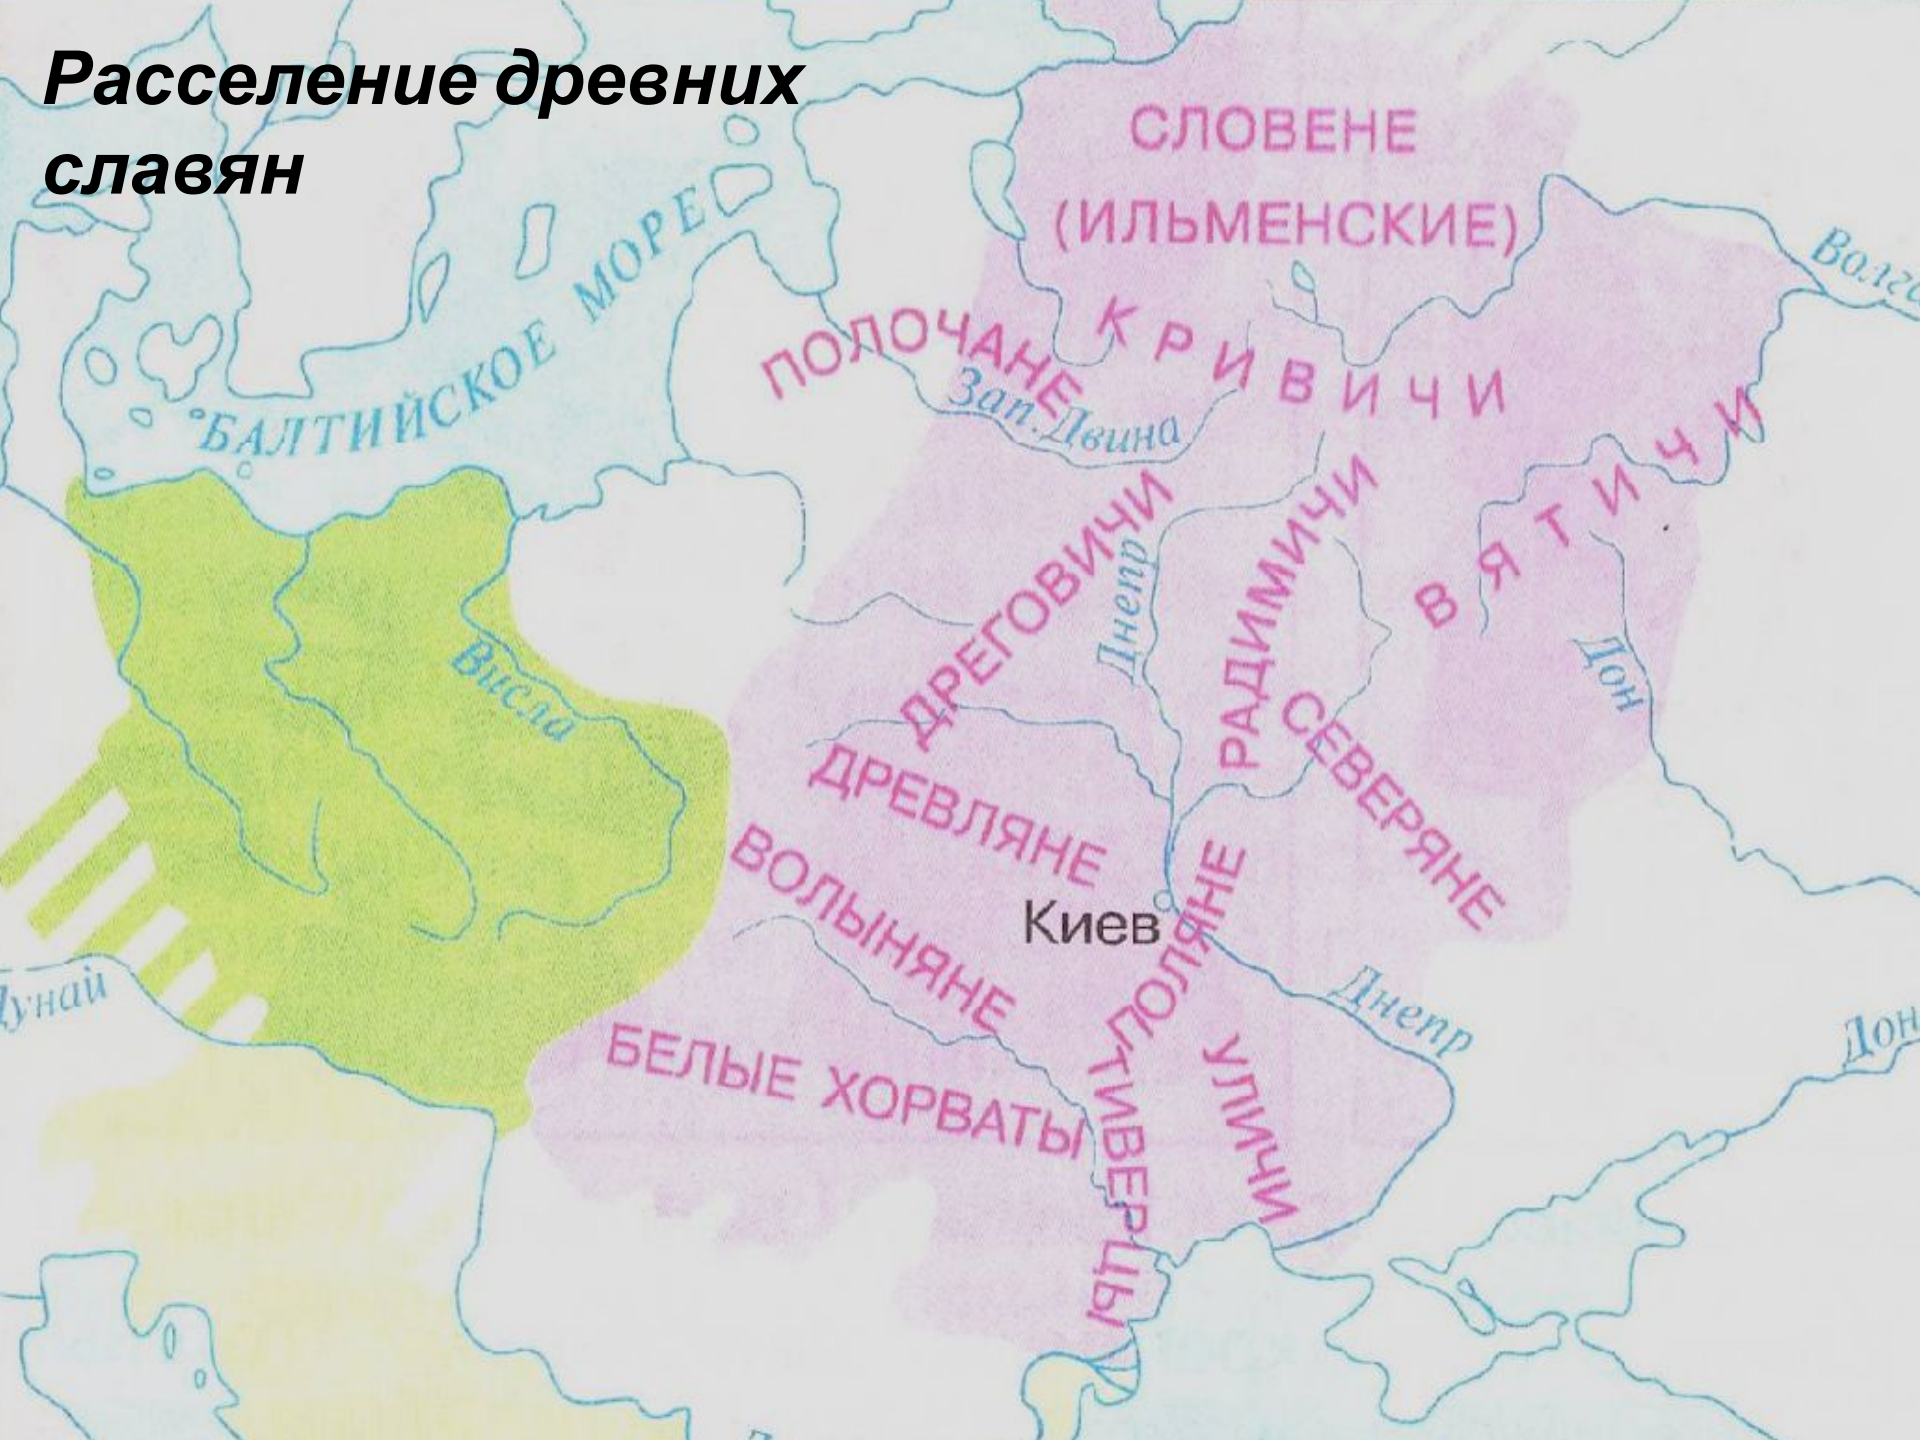 Расселение древних
славян
СЛОВЕНЕ
(ИЛЬМЕНСКИЕ)
Волга
БАЛТИЙСКОЕ МОРЕ
ПОЛОЧАНЕ
КРИВИЧИ
Зап. Двина
ВЯТИЧИ
ДРЕГОВИЧИ
Днепр
РАДИМИЧИ
Висла
Дон
СЕВЕРЯНЕ
ДРЕВЛЯНЕ
ВОЛЫНЯНЕ
Киев
ПОЛЯНЕ
Дунай
Днепр
Дон
БЕЛЫЕ ХОРВАТЫ
ТИВЕРЦЫ
УЛИЧИ